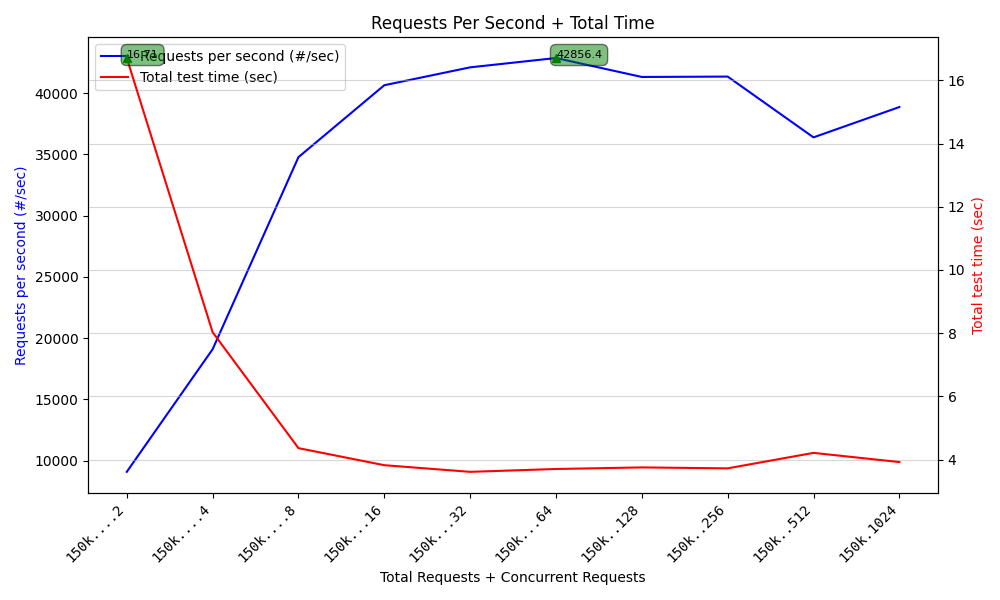 Requests Per Second + Total Time
Requests per second (#/sec)
Total test time (sec)
16.71
42856.4
40000
35000
30000
25000
20000
15000
10000
Requests per second (#/sec)
16
14
12
10
8
6
4
Total test time (sec)
150k....2
150k....4
150k....8
150k...16
150k...32
150k...64
150k..128
150k..256
150k..512
150k.1024
Total Requests + Concurrent Requests